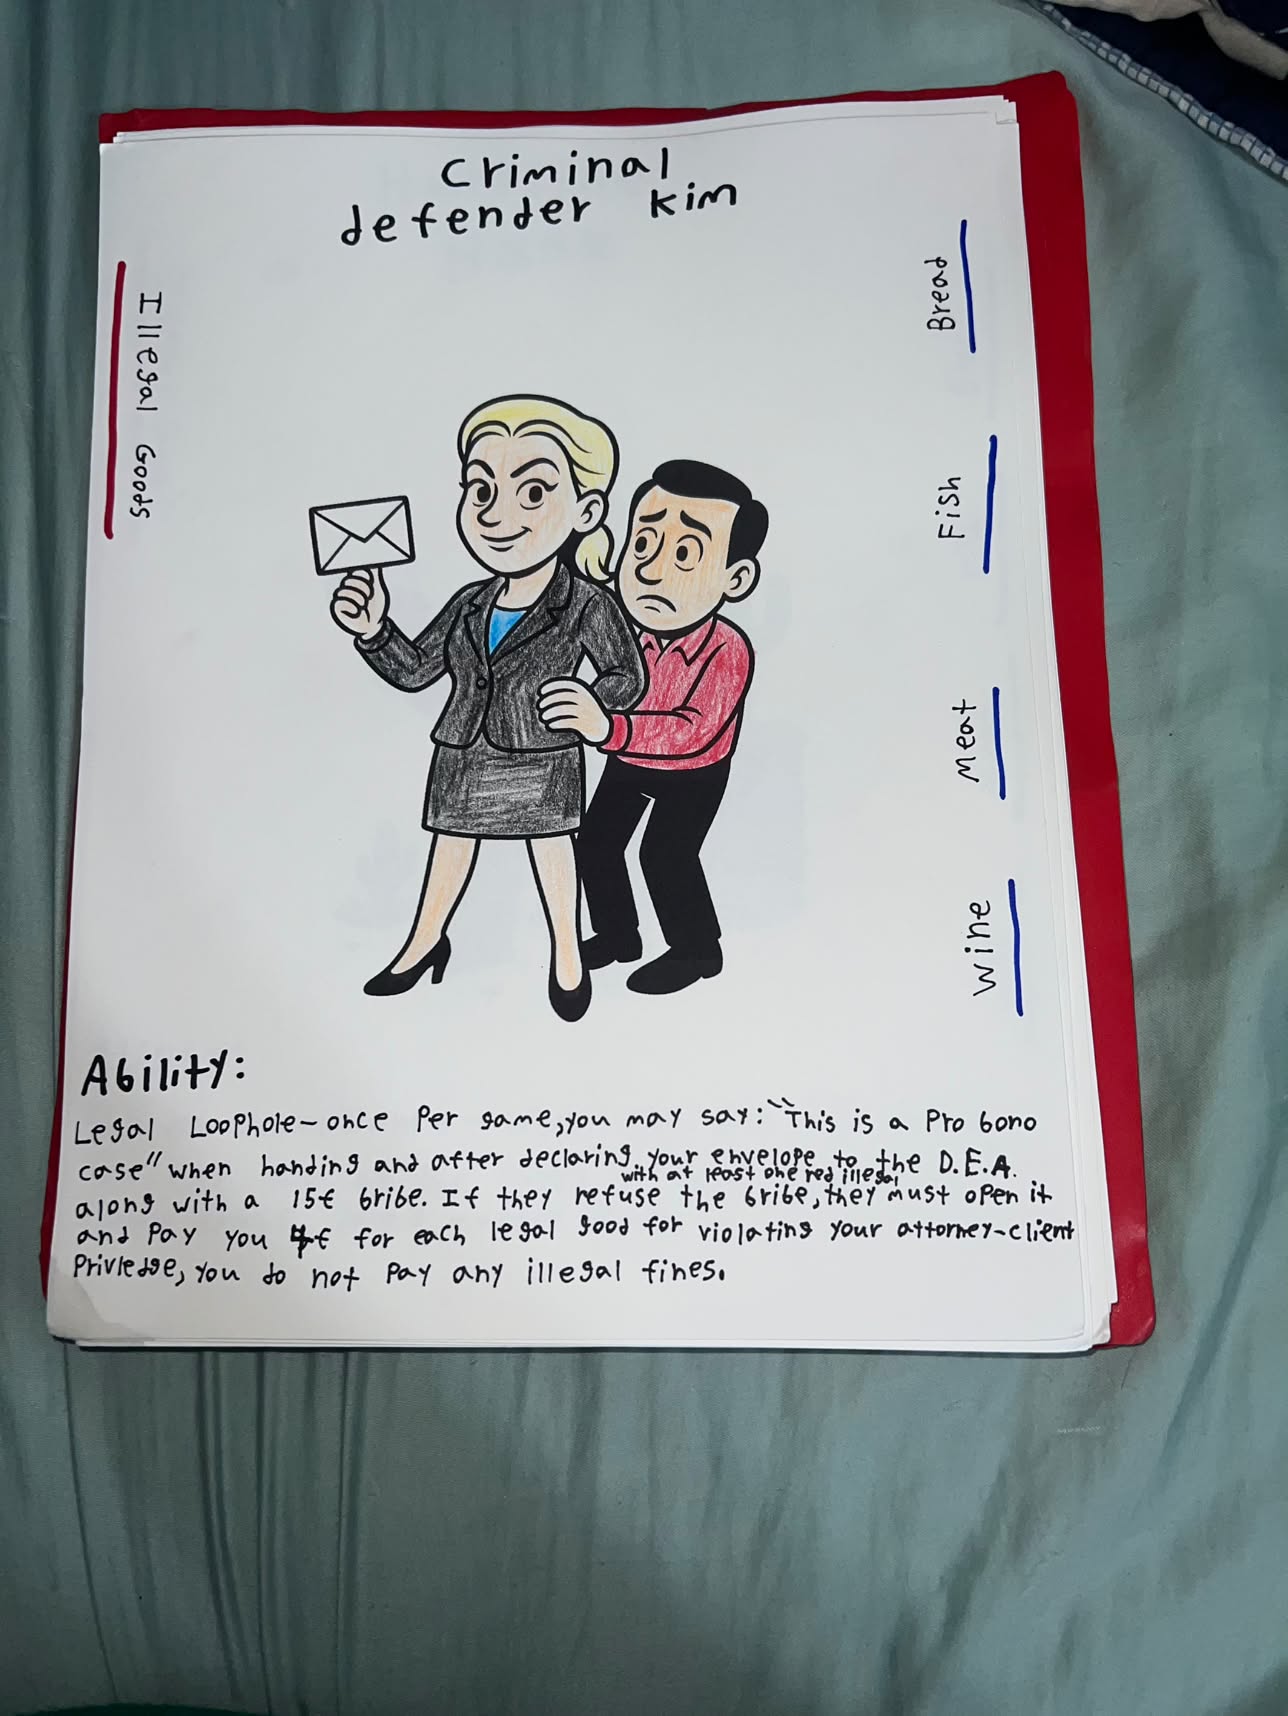 Criminal
defender Kim
Illegal Goods
Bread
Fish
Meat
Wine
Ability:
Legal Loophole-once per game, you may say: "This is a pro bono
case" when handing and after declaring your envelope to the D.E.A.
with at least one red illegal
along with a 15€ bribe. If they refuse the bribe, they must open it
and pay you 4€ for each legal good for violating your attorney-client
Privledge, you do not pay any illegal fines.